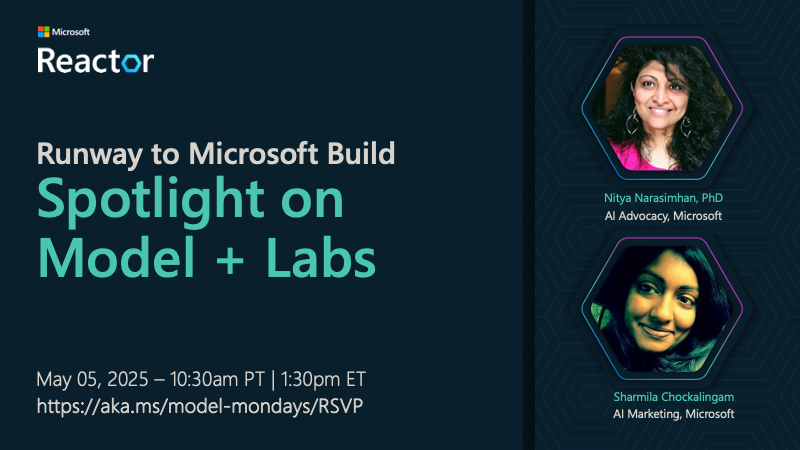 Microsoft
Reactor
Runway to Microsoft Build
Spotlight on
Model + Labs
May 05, 2025 – 10:30am PT | 1:30pm ET
https://aka.ms/model-mondays/RSVP
Nitya Narasimhan, PhD
AI Advocacy, Microsoft
Sharmila Chockalingam
AI Marketing, Microsoft